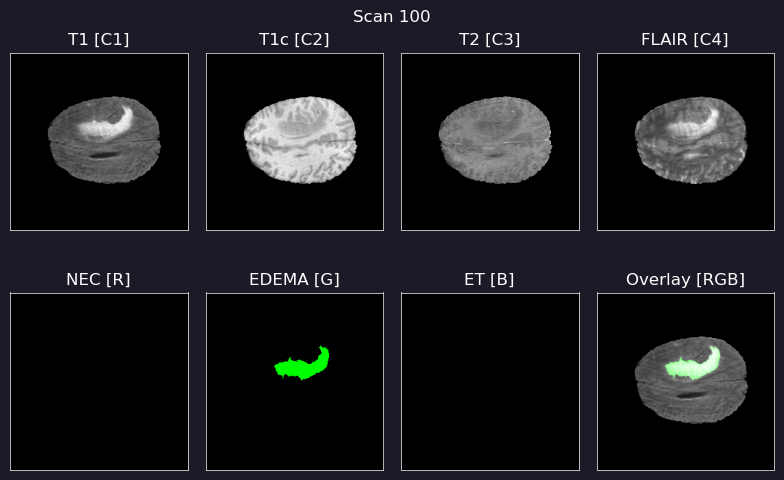 Scan 100
T1 [C1]
T1c [C2]
T2 [C3]
FLAIR [C4]
NEC [R]
EDEMA [G]
ET [B]
Overlay [RGB]